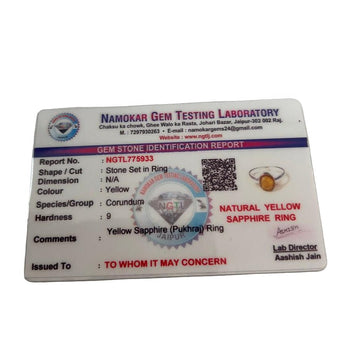 NAMOKAR GEM TESTING LABORATORY
Chaksu ka chowk, Ghee Walo ka Rasta, Johari Bazar, Jaipur-302 002 Raj.
M.: 7297930263 • E-mail : namokargems24@gmail.com
Website : www.ngtlj.com
GEM STONE IDENTIFICATION REPORT
Report No. : NGTL775933
Shape / Cut : Stone Set in Ring
Dimension : N/A
Colour : Yellow
Species/Group : Corundum
Hardness : 9
Comments : Yellow Sapphire (Pukhraj) Ring
Issued To : TO WHOM IT MAY CONCERN
NATURAL YELLOW
SAPPHIRE RING
Lab Director
Aashish Jain
NGTL
JAIPUR